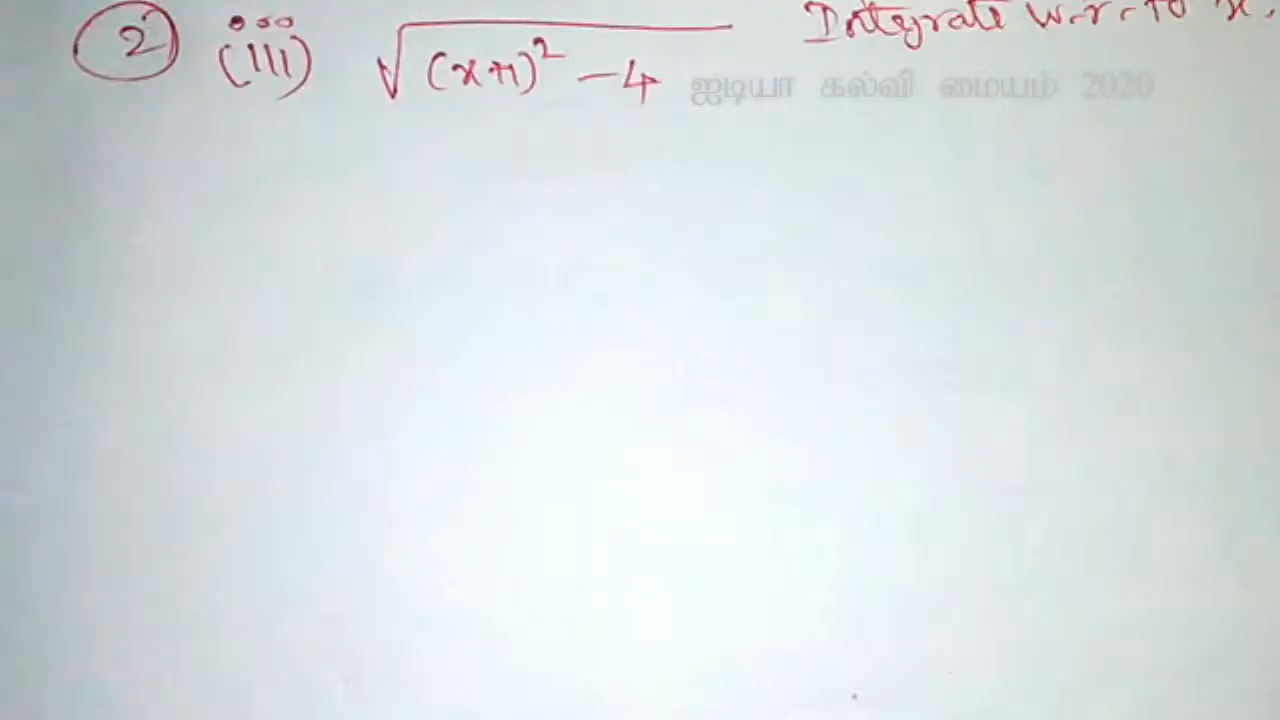 ② (iii) √(x+1)² - 4 Integrate w.r.to x.
ஐடியா கல்வி மையம் 2020